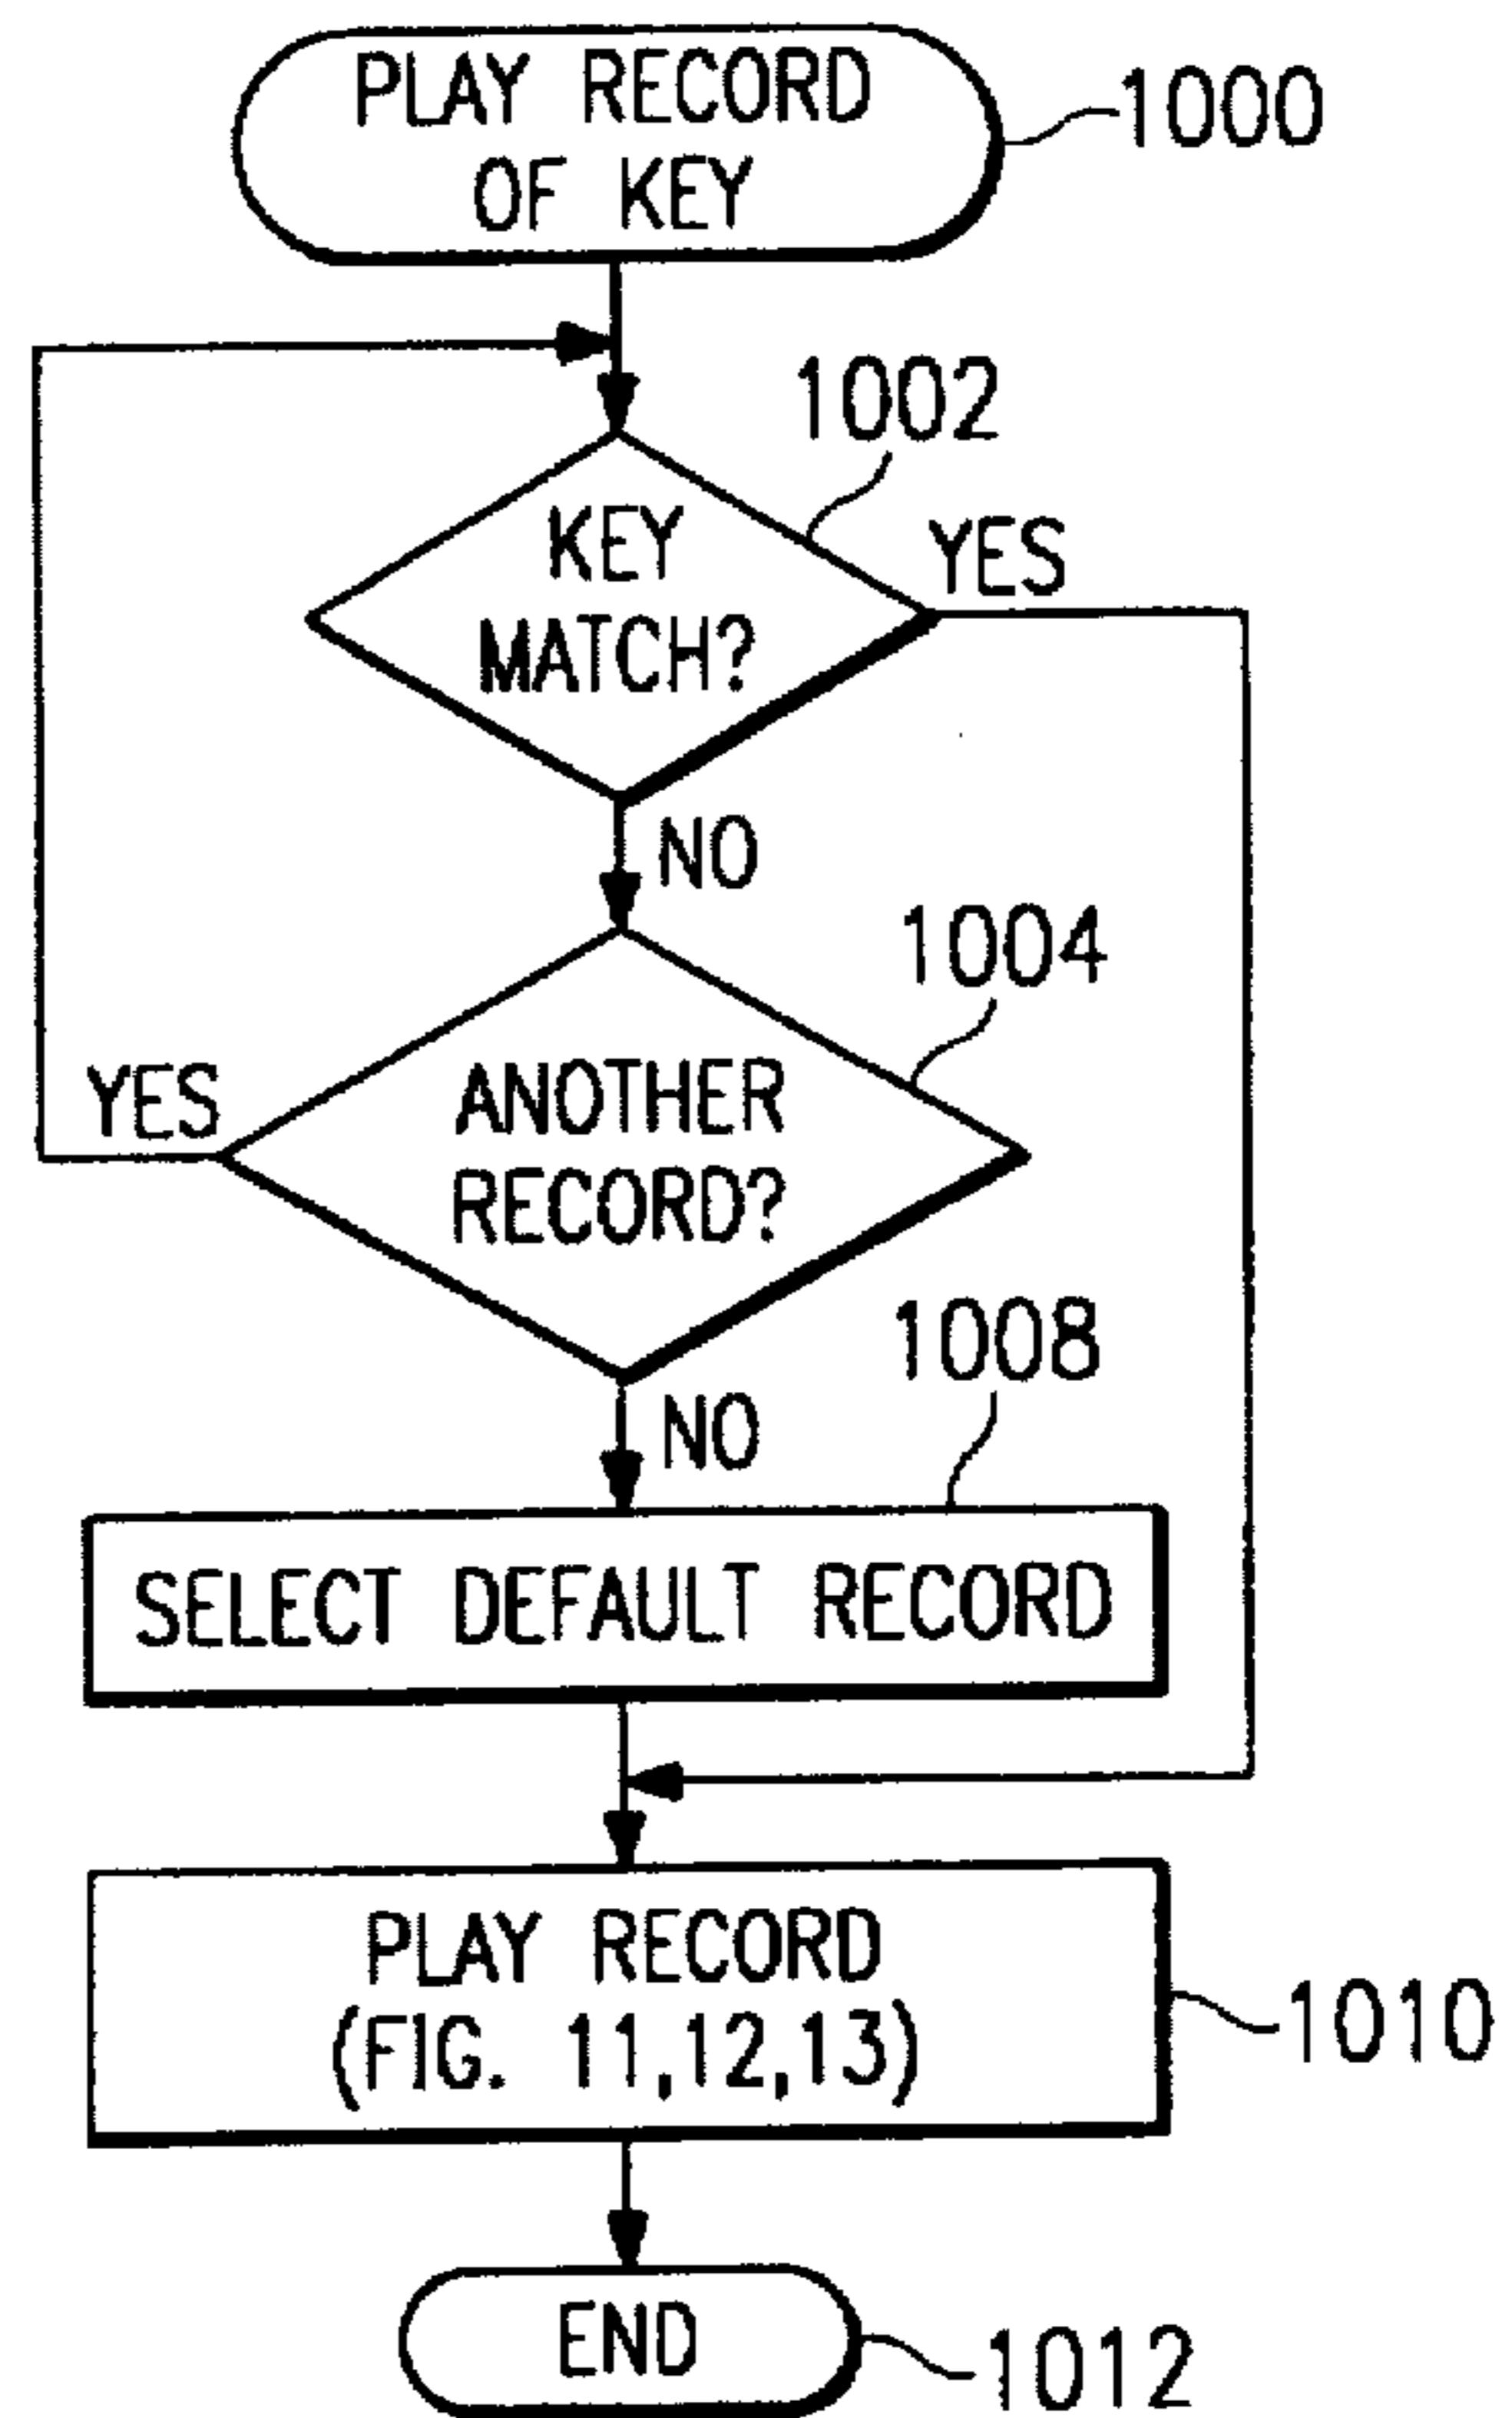 PLAY RECORD
OF KEY
1000
1002
KEY
MATCH?
YES
NO
1004
YES
ANOTHER
RECORD?
1008
NO
SELECT DEFAULT RECORD
PLAY RECORD
(FIG. 11,12,13)
1010
END
1012